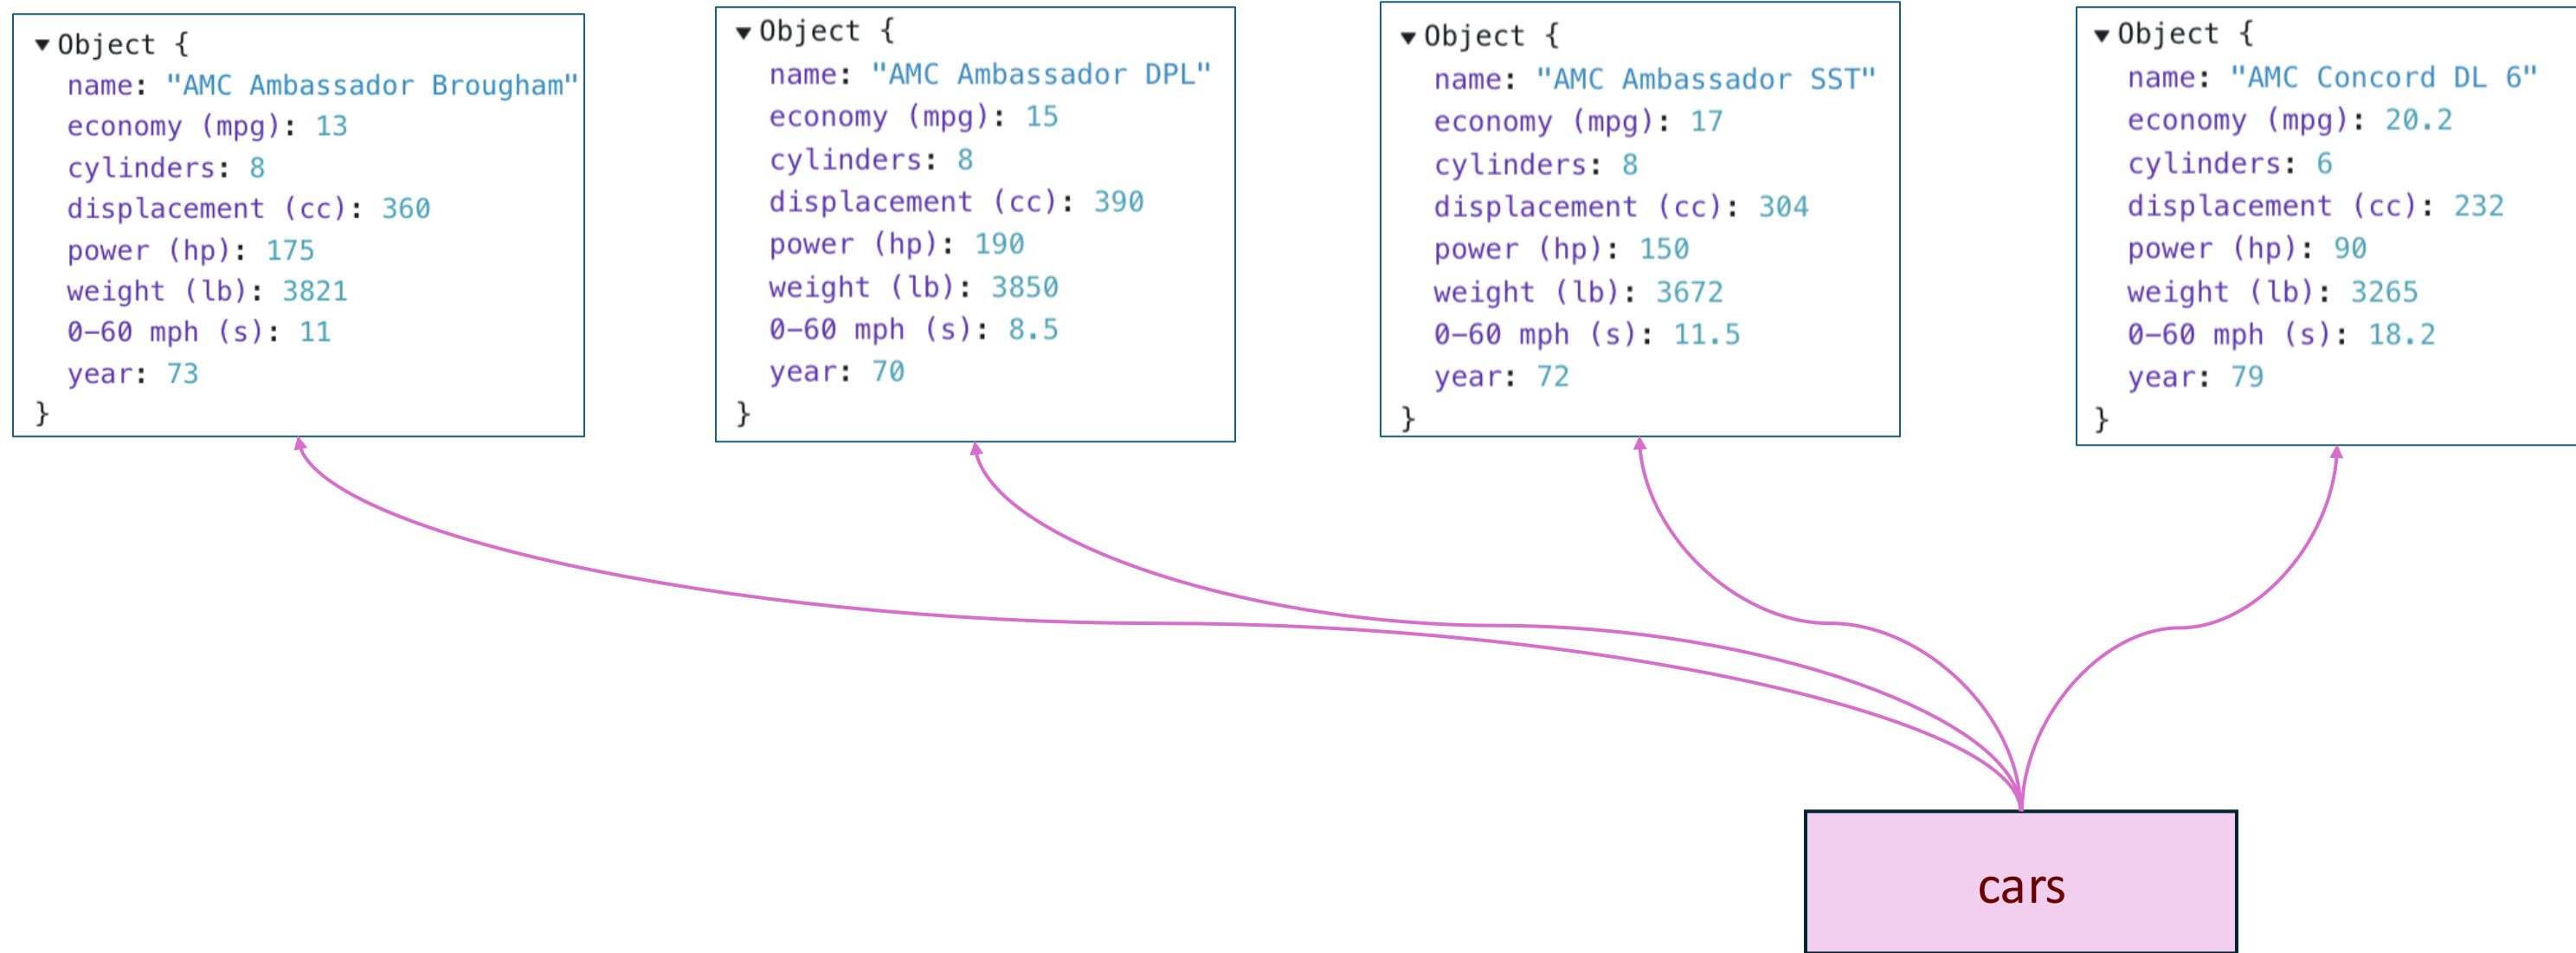 ▼ Object {
name: "AMC Ambassador Brougham"
economy (mpg): 13
cylinders: 8
displacement (cc): 360
power (hp): 175
weight (lb): 3821
0–60 mph (s): 11
year: 73
}
▼ Object {
name: "AMC Ambassador DPL"
economy (mpg): 15
cylinders: 8
displacement (cc): 390
power (hp): 190
weight (lb): 3850
0–60 mph (s): 8.5
year: 70
}
▼ Object {
name: "AMC Ambassador SST"
economy (mpg): 17
cylinders: 8
displacement (cc): 304
power (hp): 150
weight (lb): 3672
0–60 mph (s): 11.5
year: 72
}
▼ Object {
name: "AMC Concord DL 6"
economy (mpg): 20.2
cylinders: 6
displacement (cc): 232
power (hp): 90
weight (lb): 3265
0–60 mph (s): 18.2
year: 79
}
cars